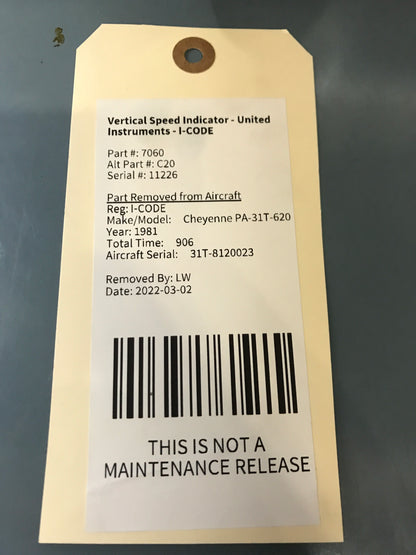 Vertical Speed Indicator - United
Instruments - I-CODE
Part #: 7060
Alt Part #: C20
Serial #: 11226
Part Removed from Aircraft
Reg: I-CODE
Make/Model: Cheyenne PA-31T-620
Year: 1981
Total Time: 906
Aircraft Serial: 31T-8120023
Removed By: LW
Date: 2022-03-02
THIS IS NOT A
MAINTENANCE RELEASE